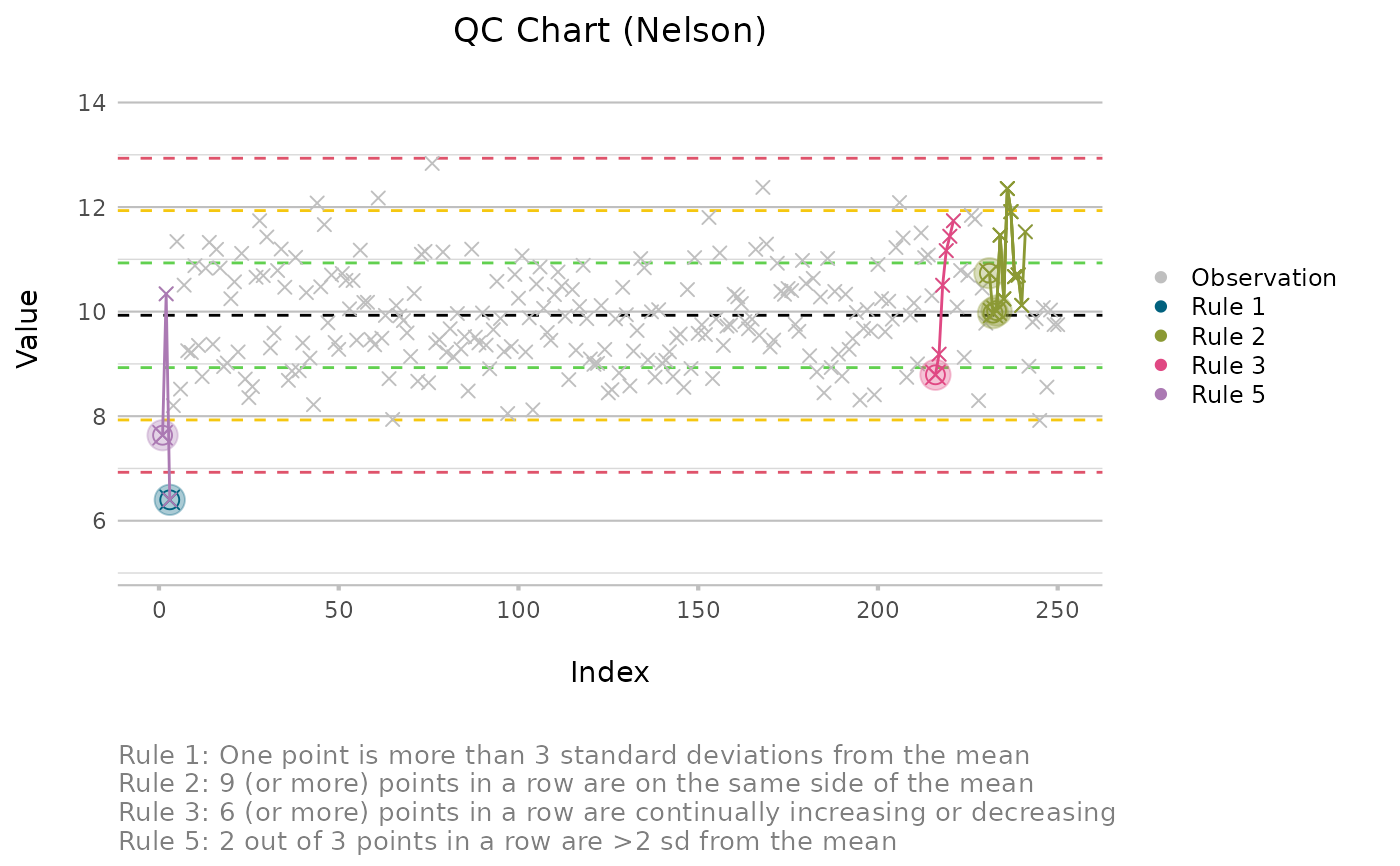 QC Chart (Nelson)
14
12
10
8
6
Value
0 50 100 150 200 250
Index
Observation
Rule 1
Rule 2
Rule 3
Rule 5
Rule 1: One point is more than 3 standard deviations from the mean
Rule 2: 9 (or more) points in a row are on the same side of the mean
Rule 3: 6 (or more) points in a row are continually increasing or decreasing
Rule 5: 2 out of 3 points in a row are >2 sd from the mean